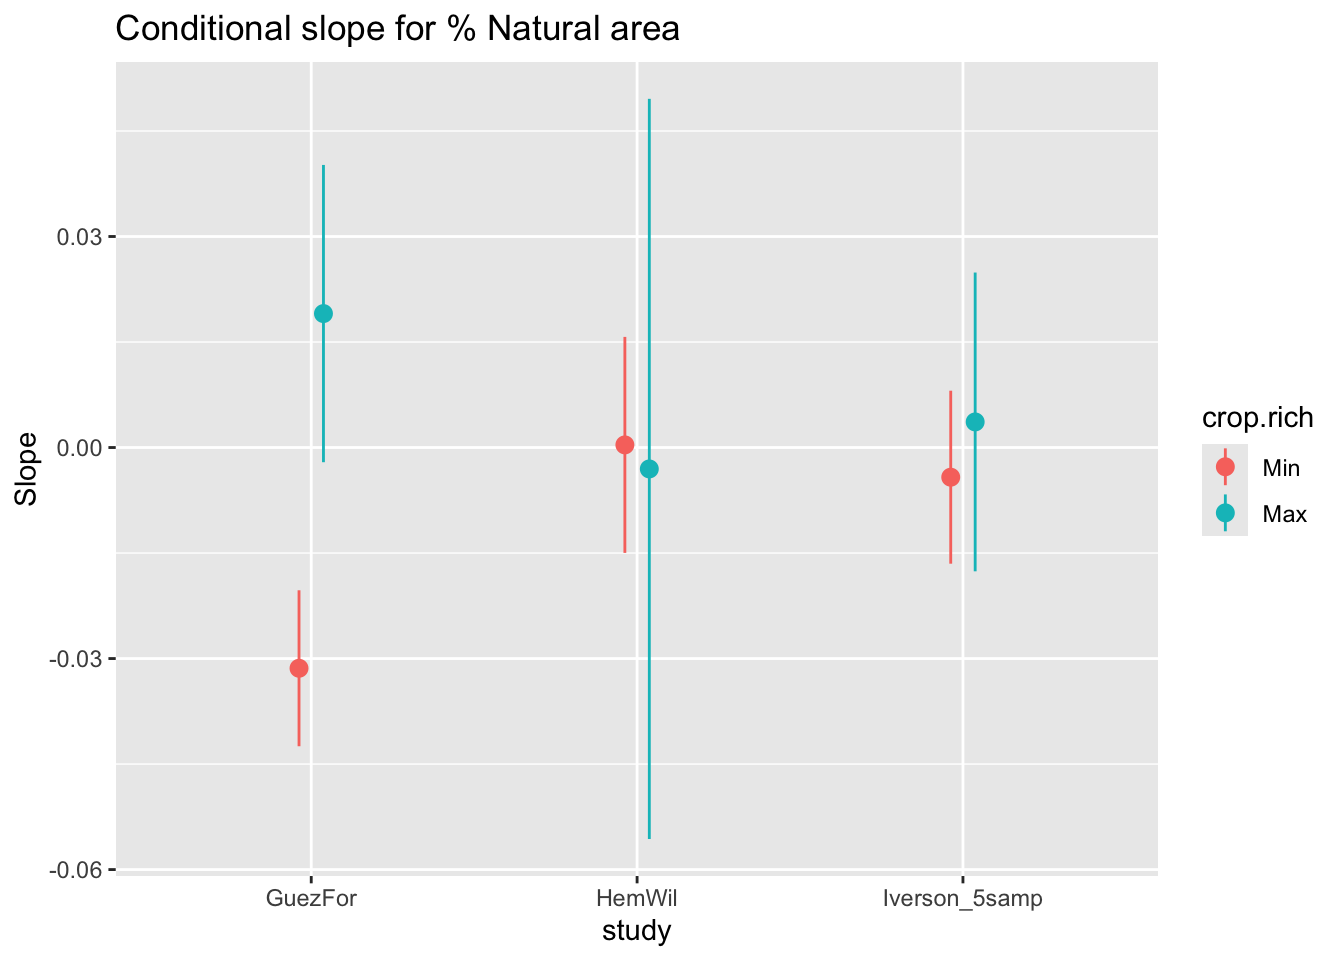 Conditional slope for % Natural area
0.03
0.00
-0.03
-0.06
Slope
GuezFor
HemWil
Iverson_5samp
study
crop.rich
Min
Max